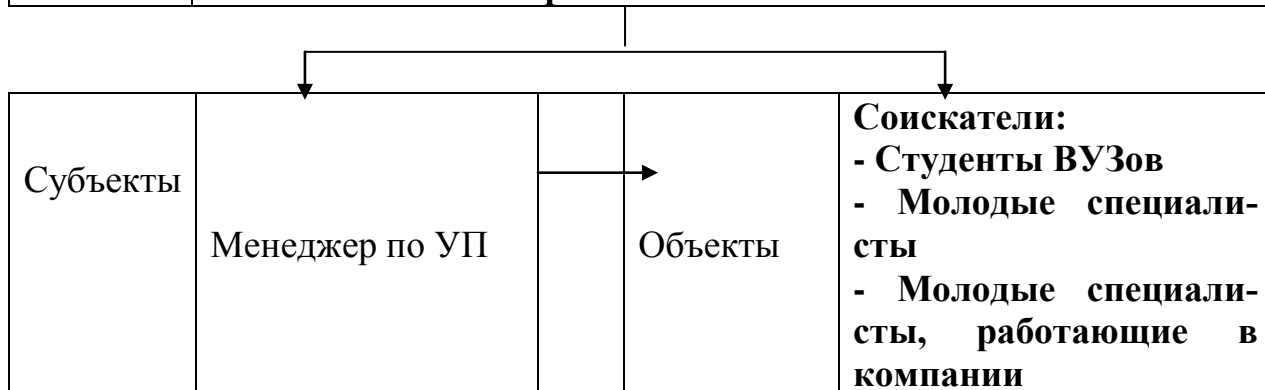 Соискатели:
- Студенты ВУЗов
Субъекты
- Молодые специали-
Менеджер по УП
Объекты
сты
- Молодые специали-
сты, работающие в
компании